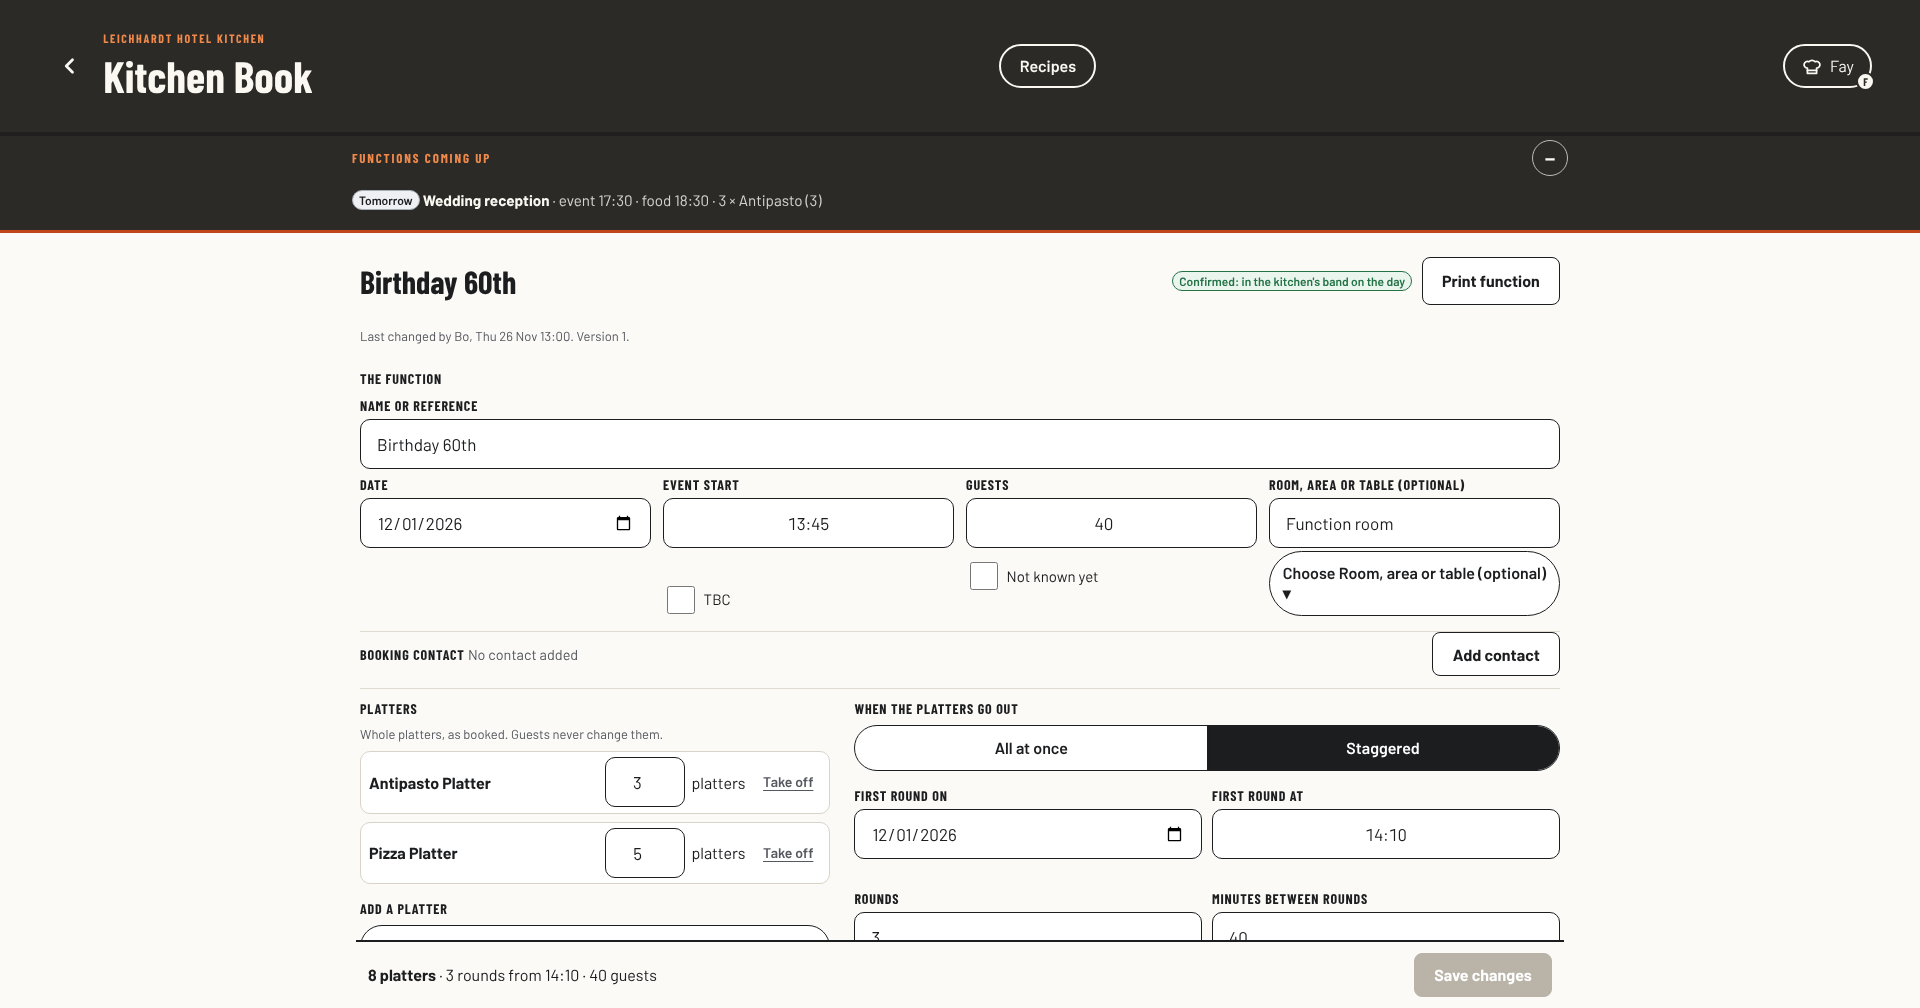 LEICHHARDT HOTEL KITCHEN
Kitchen Book
Recipes
Fay
F
FUNCTIONS COMING UP
–
Tomorrow Wedding reception · event 17:30 · food 18:30 · 3 × Antipasto (3)
Birthday 60th
Confirmed: in the kitchen's band on the day
Print function
Last changed by Bo, Thu 26 Nov 13:00. Version 1.
THE FUNCTION
NAME OR REFERENCE
Birthday 60th
DATE
EVENT START
GUESTS
ROOM, AREA OR TABLE (OPTIONAL)
12/01/2026
13:45
40
Function room
TBC
Not known yet
Choose Room, area or table (optional)
▼
BOOKING CONTACT No contact added
Add contact
PLATTERS
Whole platters, as booked. Guests never change them.
Antipasto Platter 3 platters Take off
Pizza Platter 5 platters Take off
ADD A PLATTER
WHEN THE PLATTERS GO OUT
All at once
Staggered
FIRST ROUND ON
FIRST ROUND AT
12/01/2026
14:10
ROUNDS
MINUTES BETWEEN ROUNDS
3
40
8 platters · 3 rounds from 14:10 · 40 guests
Save changes